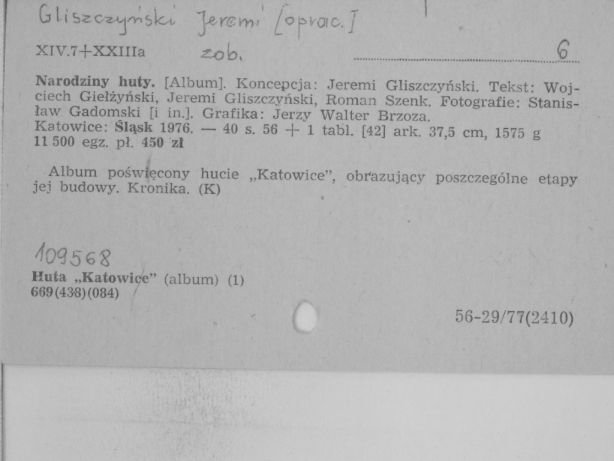 Gliszczyński Jeremi [oprac.]
XIV.7+XXIIIa zob. 6
Narodziny huty. [Album]. Koncepcja: Jeremi Gliszczyński. Tekst: Woj-
ciech Giełżyński, Jeremi Gliszczyński, Roman Szenk. Fotografie: Stanis-
ław Gadomski [i in.]. Grafika: Jerzy Walter Brzoza.
Katowice: Śląsk 1976. — 40 s. 56 + 1 tabl. [42] ark. 37,5 cm, 1575 g
11 500 egz. pł. 450 zł
Album poświęcony hucie „Katowice”, obrazujący poszczególne etapy
jej budowy. Kronika. (K)
109568
Huta „Katowice” (album) (1)
669(438)(084)
56-29/77(2410)